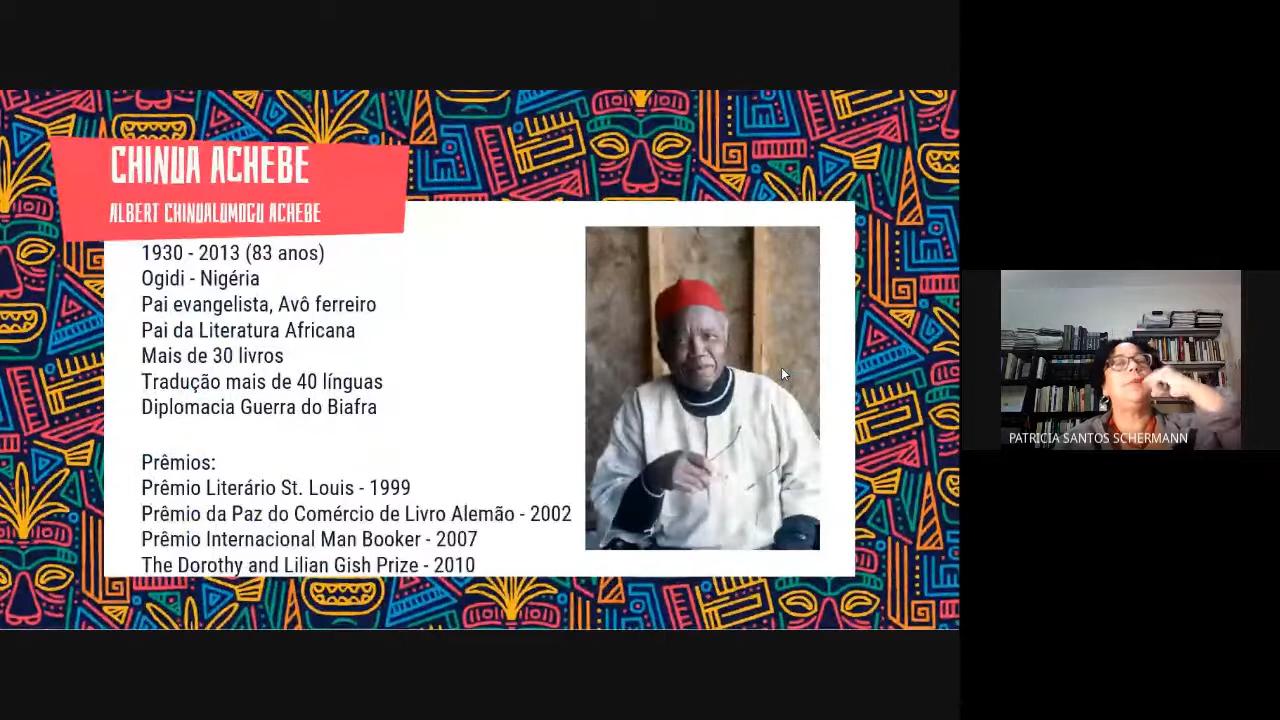 CHINUA ACHEBE
ALBERT CHINUALUMOGU ACHEBE
1930 - 2013 (83 anos)
Ogidi - Nigéria
Pai evangelista, Avô ferreiro
Pai da Literatura Africana
Mais de 30 livros
Tradução mais de 40 línguas
Diplomacia Guerra do Biafra
Prêmios:
Prêmio Literário St. Louis - 1999
Prêmio da Paz do Comércio de Livro Alemão - 2002
Prêmio Internacional Man Booker - 2007
The Dorothy and Lilian Gish Prize - 2010
PATRICIA SANTOS SCHERMANN